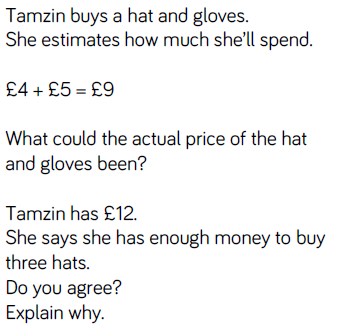 Tamzin buys a hat and gloves.
She estimates how much she'll spend.
£4 + £5 = £9
What could the actual price of the hat
and gloves been?
Tamzin has £12.
She says she has enough money to buy
three hats.
Do you agree?
Explain why.